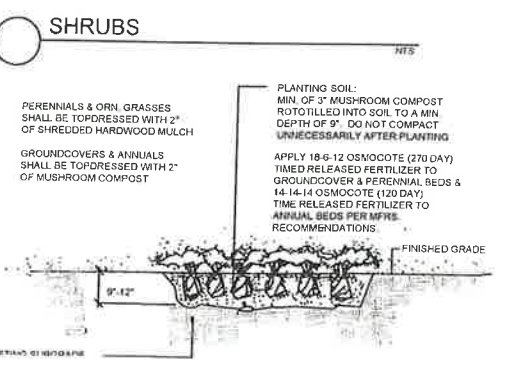 SHRUBS
NTS
PERENNIALS & ORN. GRASSES
SHALL BE TOPDRESSED WITH 2"
OF SHREDDED HARDWOOD MULCH
GROUNDCOVERS & ANNUALS
SHALL BE TOPDRESSED WITH 2"
OF MUSHROOM COMPOST
PLANTING SOIL:
MIN. OF 3" MUSHROOM COMPOST
ROTOTILLED INTO SOIL TO A MIN.
DEPTH OF 9". DO NOT COMPACT
UNNECESSARILY AFTER PLANTING
APPLY 18-6-12 OSMOCOTE (270 DAY)
TIMED RELEASED FERTILIZER TO
GROUNDCOVER & PERENNIAL BEDS &
14-14-14 OSMOCOTE (120 DAY)
TIME RELEASED FERTILIZER TO
ANNUAL BEDS PER MFRS.
RECOMMENDATIONS
FINISHED GRADE
9"-12"